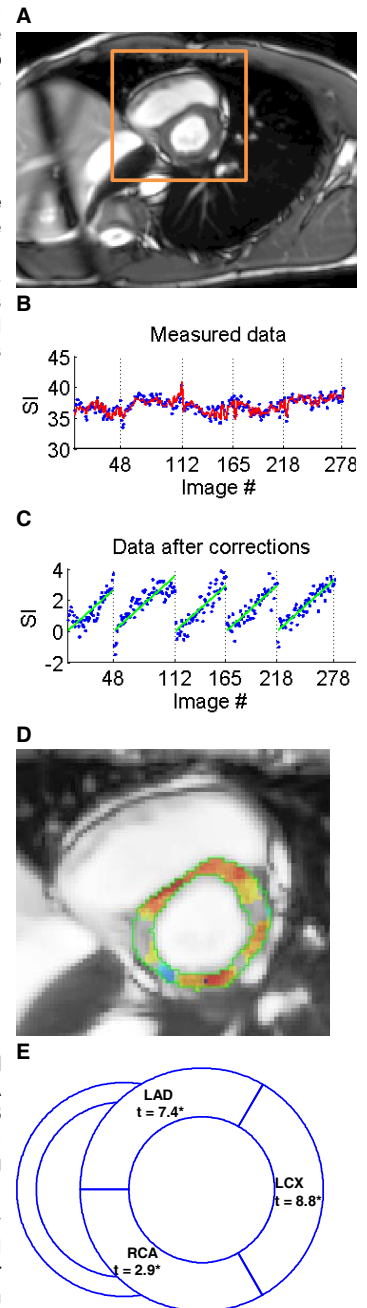 A
B
Measured data
45
40
35
30
SI
48 112 165 218 278
Image #
C
Data after corrections
4
2
0
-2
SI
48 112 165 218 278
Image #
D
E
LAD
t = 7.4*
LCX
t = 8.8*
RCA
t = 2.9*